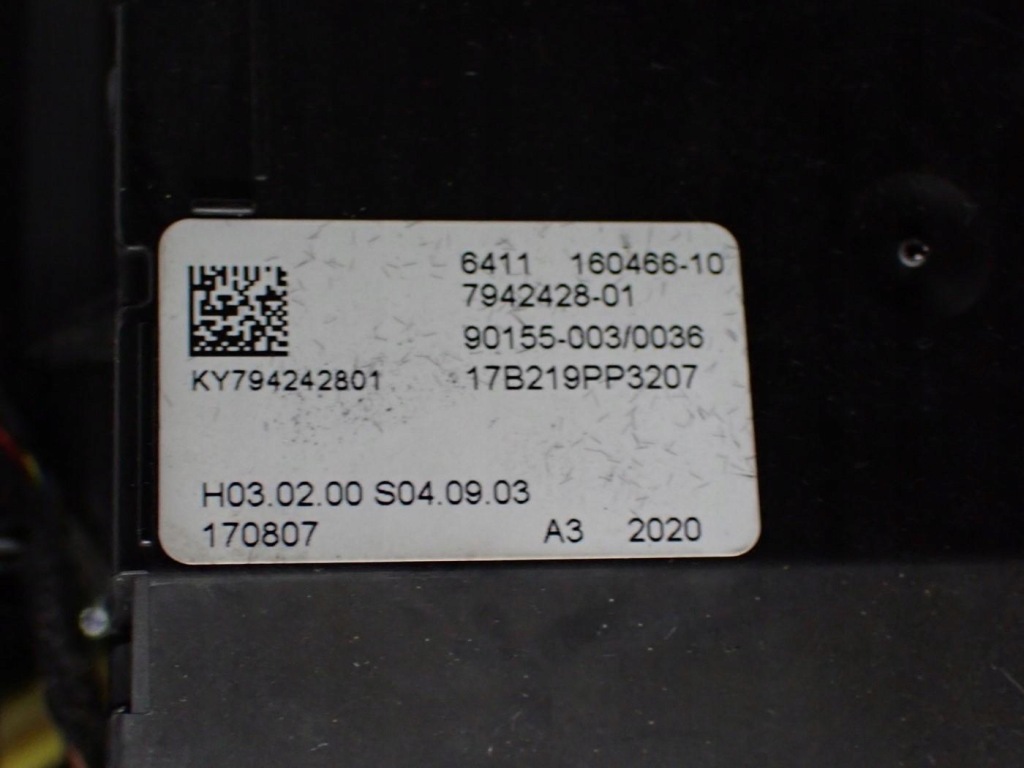 6411 160466-10
7942428-01
90155-003/0036
KY794242801 17B219PP3207
H03.02.00 S04.09.03
170807 A3 2020